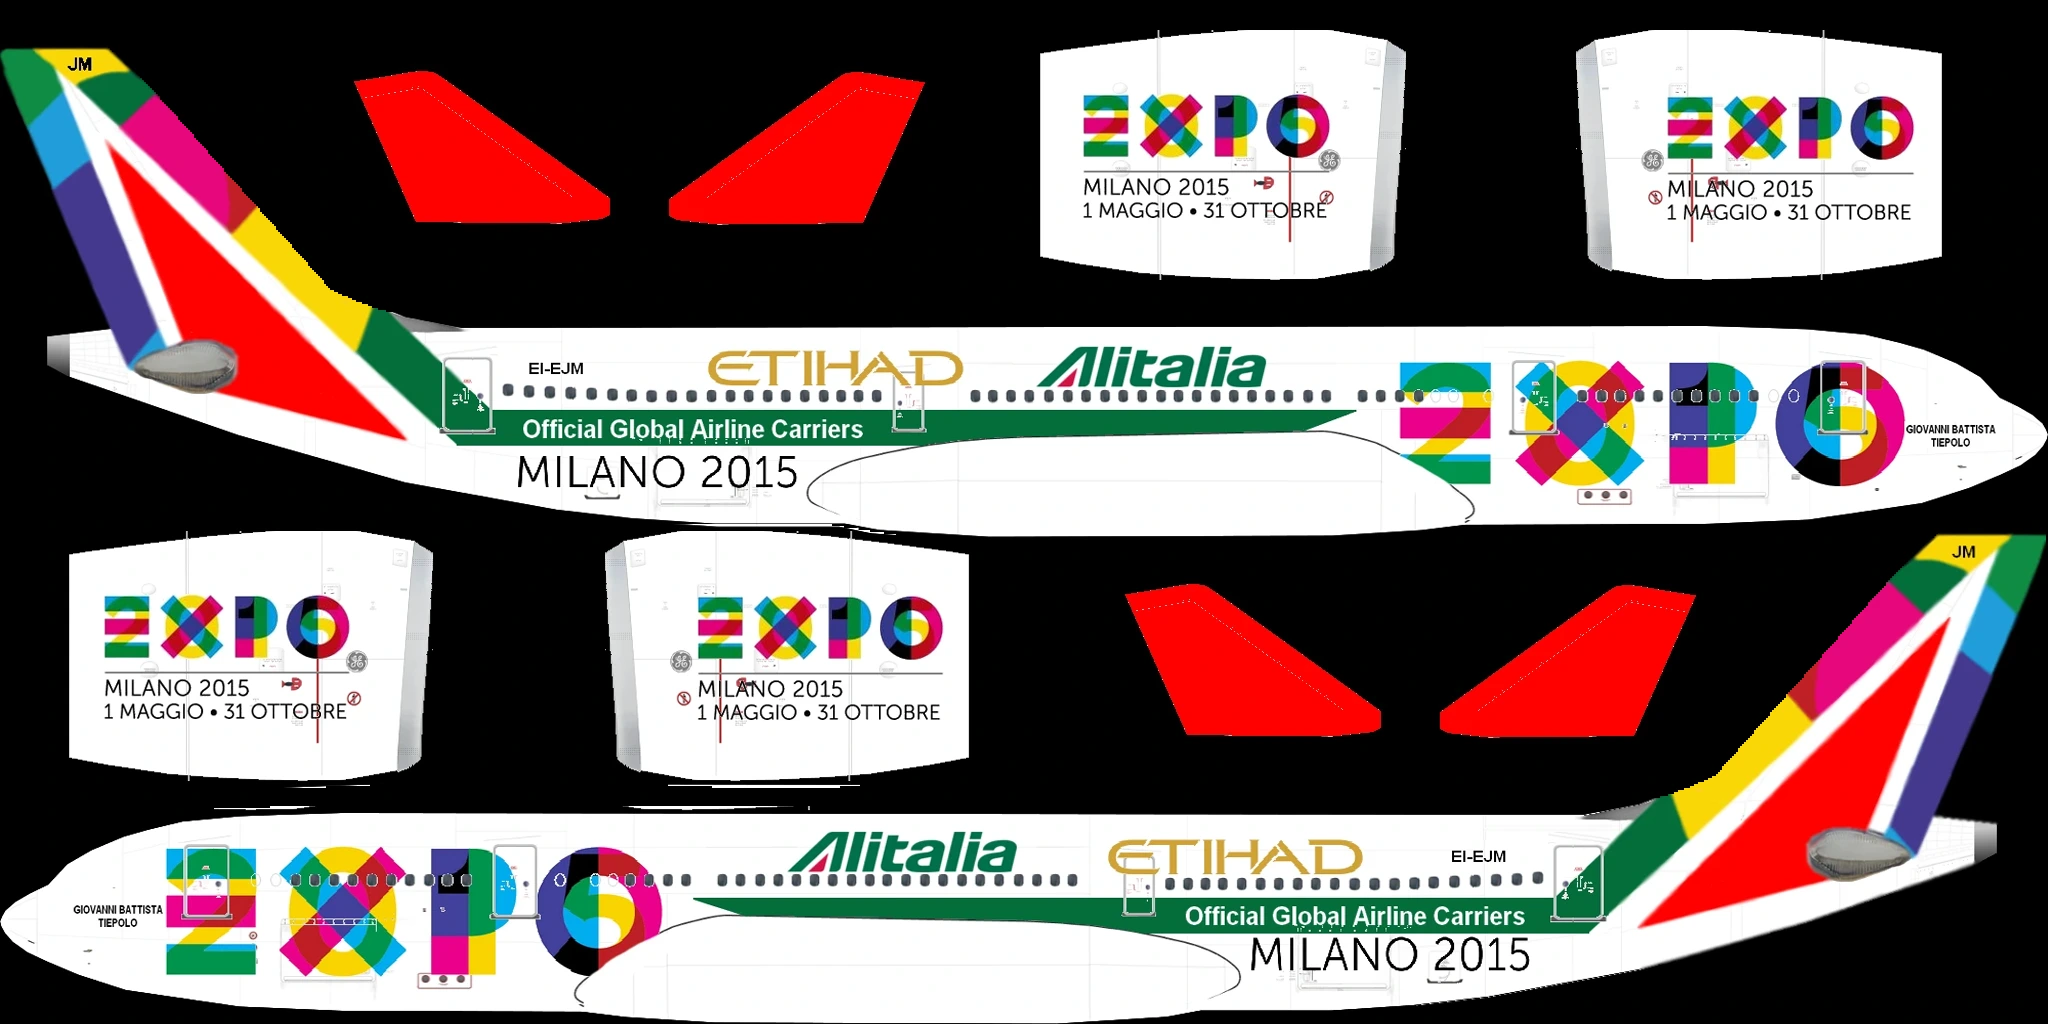 JM
EXPO
MILANO 2015
1 MAGGIO • 31 OTTOBRE
EXPO
MILANO 2015
1 MAGGIO • 31 OTTOBRE
EI-EJM
ETIHAD
Alitalia
EXPO
Official Global Airline Carriers
GIOVANNI BATTISTA
TIEPOLO
MILANO 2015
JM
EXPO
MILANO 2015
1 MAGGIO • 31 OTTOBRE
EXPO
MILANO 2015
1 MAGGIO • 31 OTTOBRE
Alitalia
ETIHAD
EI-EJM
EXPO
GIOVANNI BATTISTA
TIEPOLO
Official Global Airline Carriers
MILANO 2015